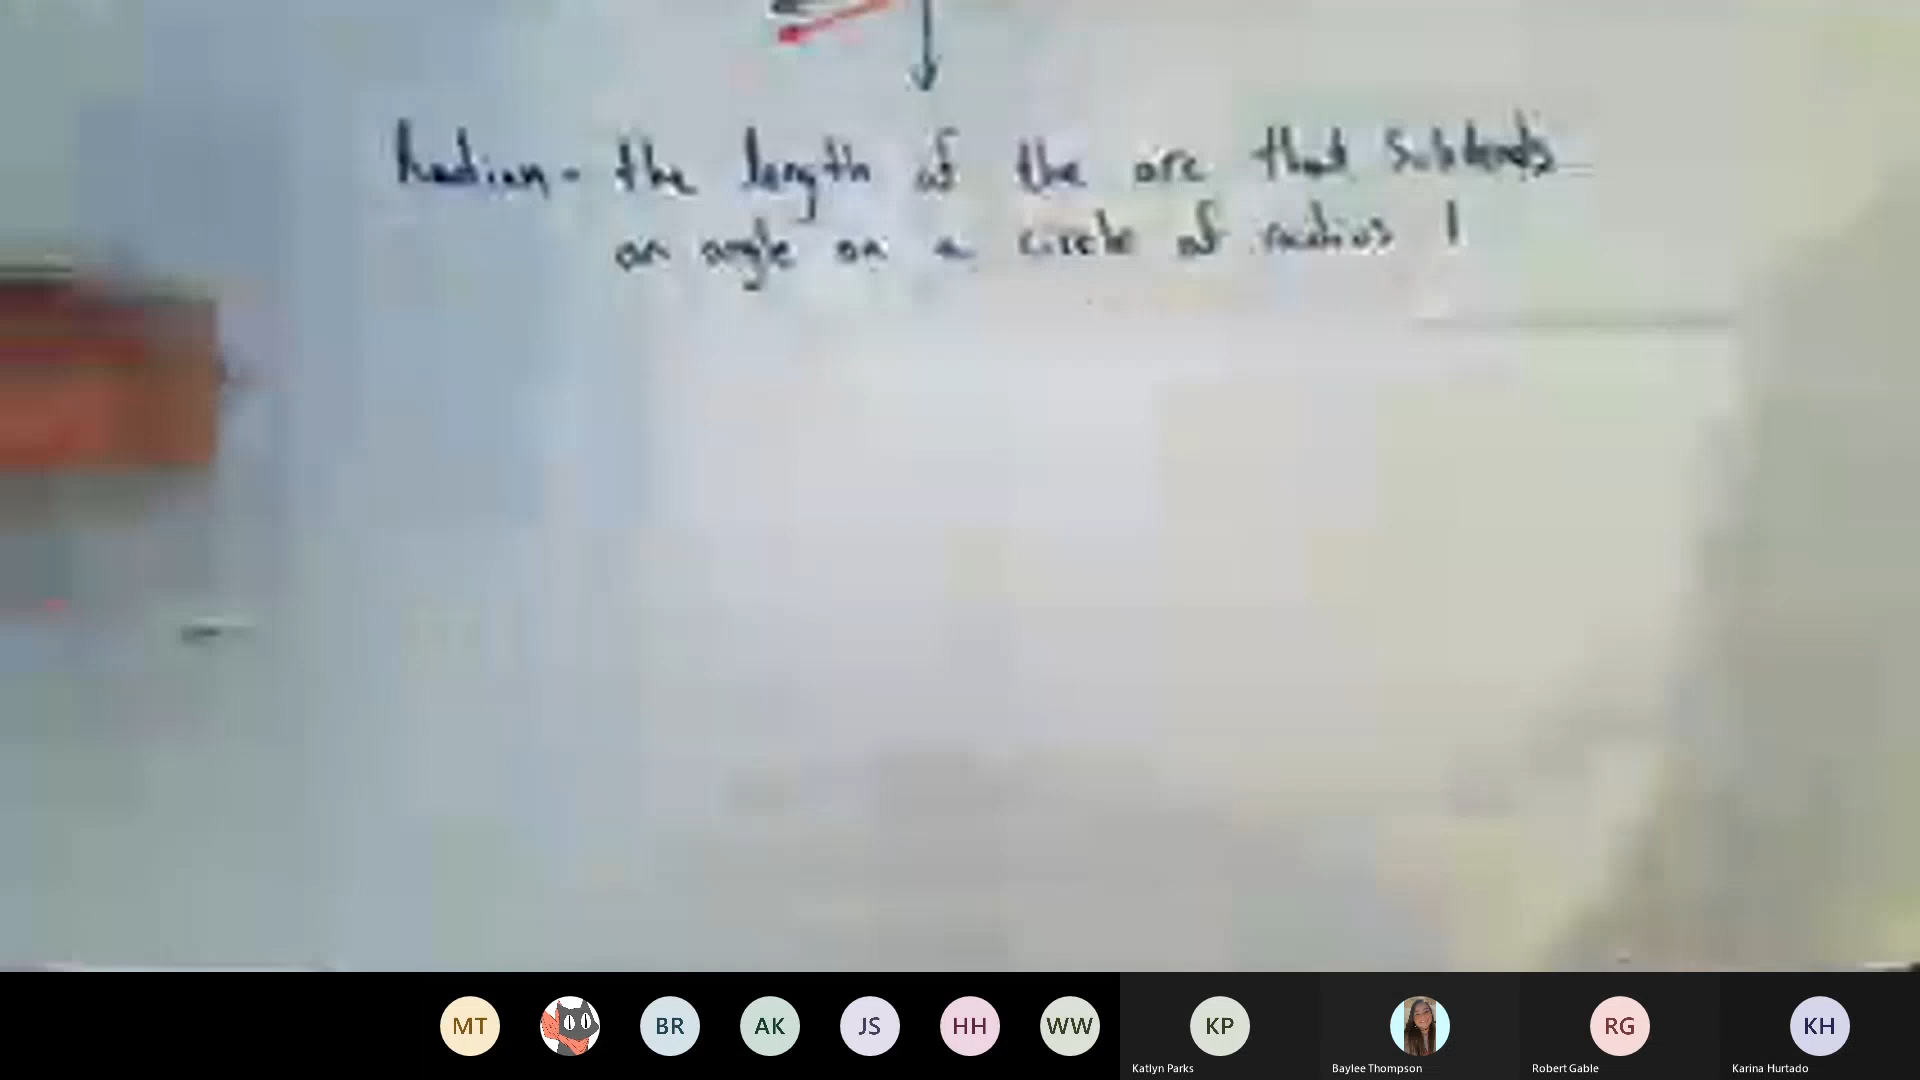 Radian - the length of the arc that subtends
an angle on a circle of radius 1
MT
BR
AK
JS
HH
WW
KP
RG
KH
Katlyn Parks
Baylee Thompson
Robert Gable
Karina Hurtado